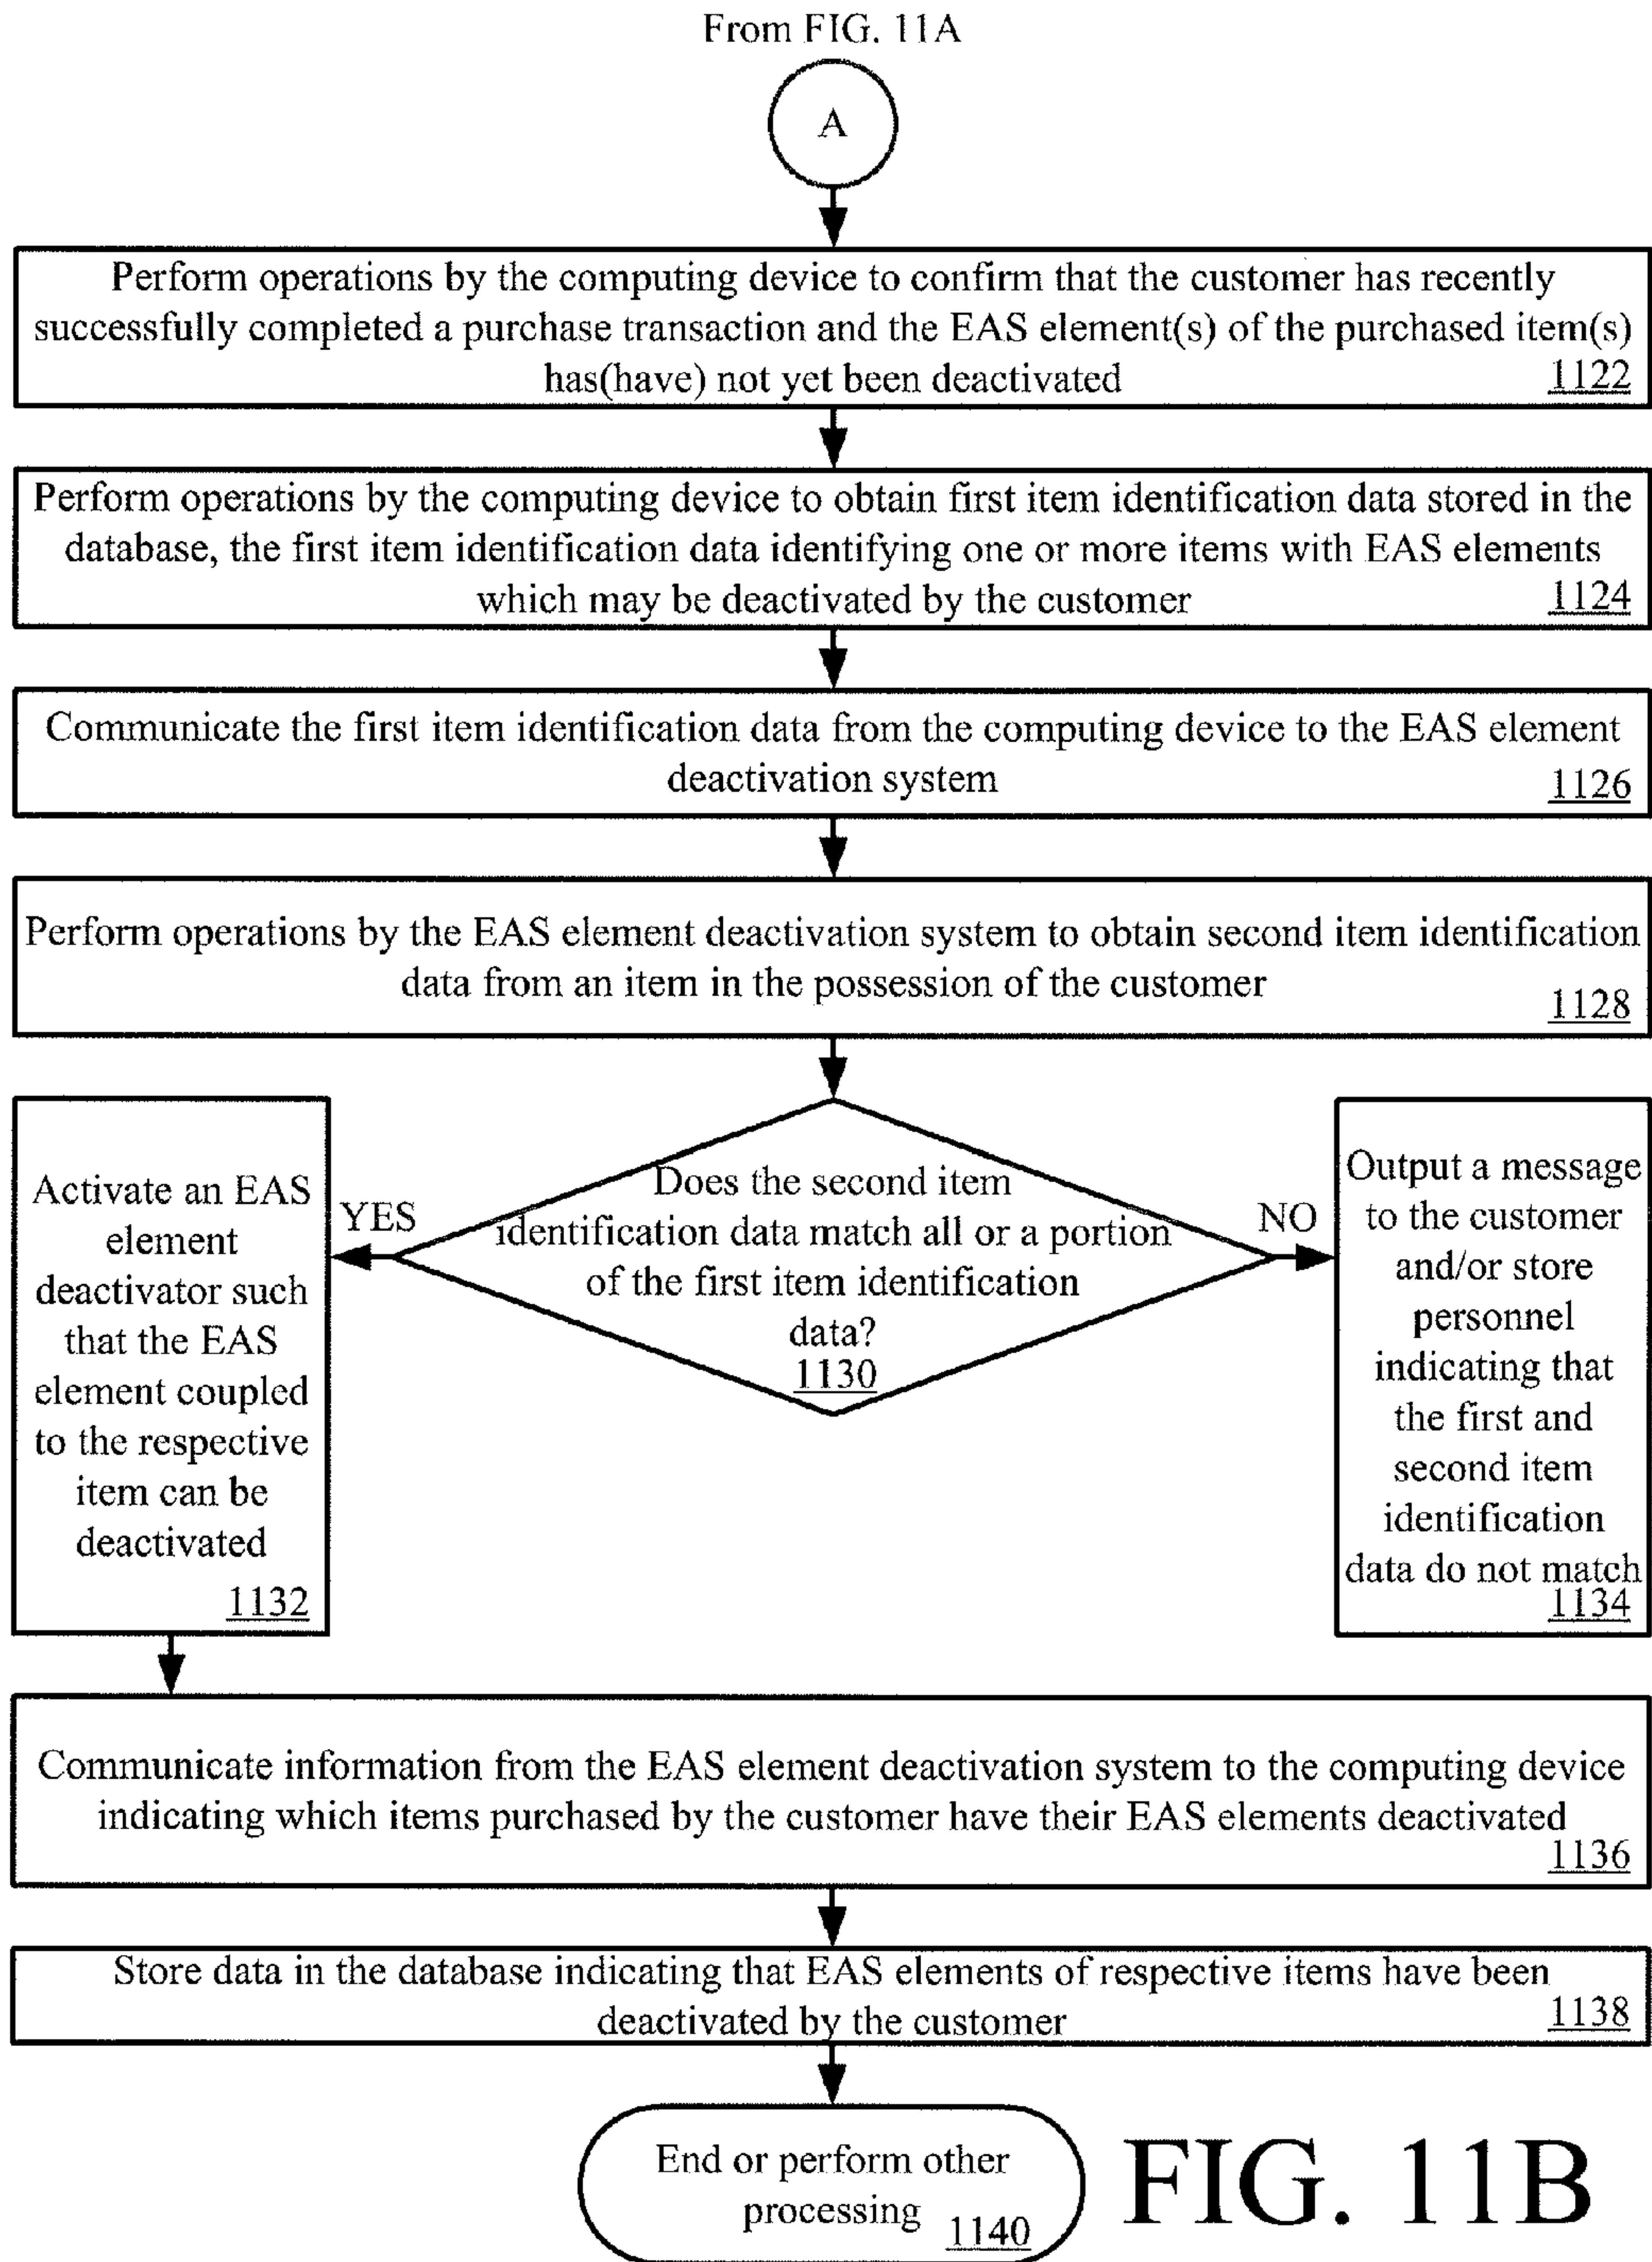 From FIG. 11A
A
Perform operations by the computing device to confirm that the customer has recently
successfully completed a purchase transaction and the EAS element(s) of the purchased item(s)
has(have) not yet been deactivated
1122
Perform operations by the computing device to obtain first item identification data stored in the
database, the first item identification data identifying one or more items with EAS elements
which may be deactivated by the customer
1124
Communicate the first item identification data from the computing device to the EAS element
deactivation system
1126
Perform operations by the EAS element deactivation system to obtain second item identification
data from an item in the possession of the customer
1128
Does the second item
identification data match all or a portion
of the first item identification
data?
1130
YES
NO
Activate an EAS
element
deactivator such
that the EAS
element coupled
to the respective
item can be
deactivated
1132
Output a message
to the customer
and/or store
personnel
indicating that
the first and
second item
identification
data do not match
1134
Communicate information from the EAS element deactivation system to the computing device
indicating which items purchased by the customer have their EAS elements deactivated
1136
Store data in the database indicating that EAS elements of respective items have been
deactivated by the customer
1138
End or perform other
processing
1140
FIG. 11B